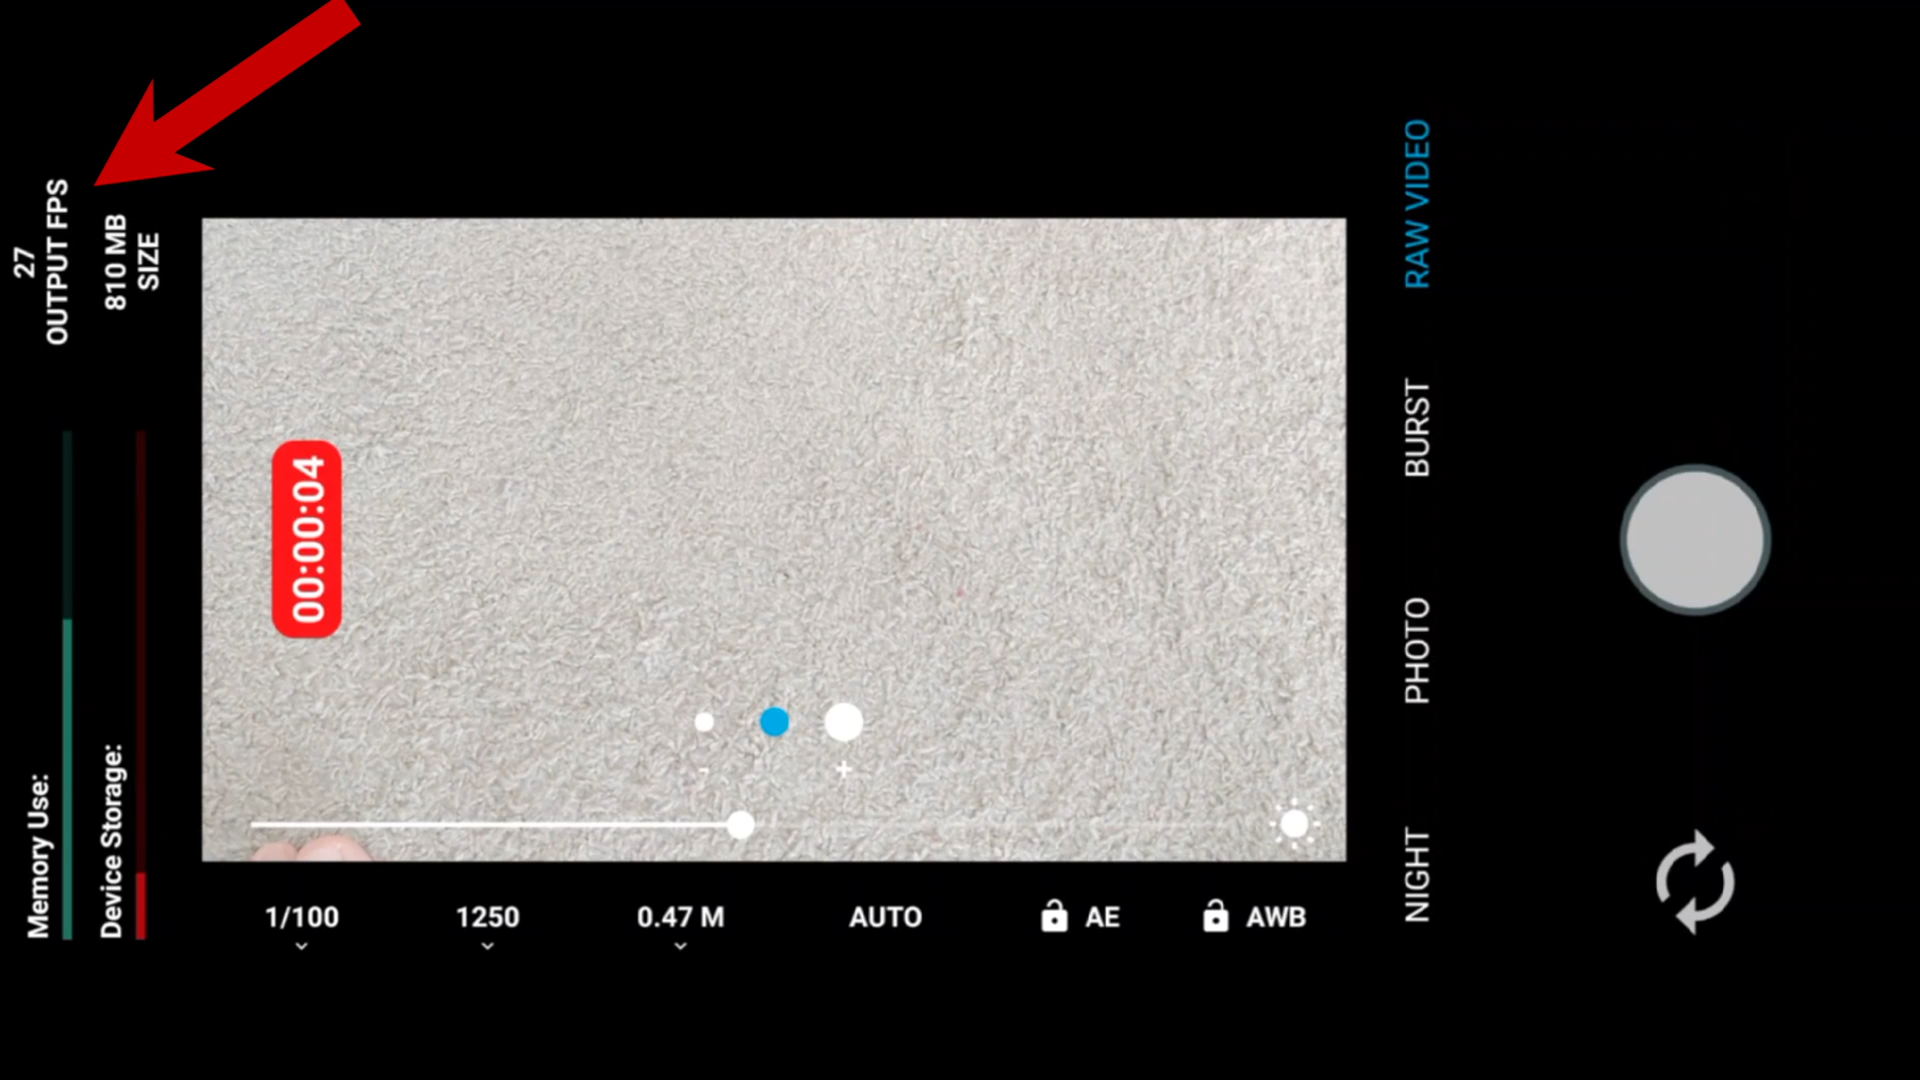 27
OUTPUT FPS
810 MB
SIZE
Memory Use:
Device Storage:
00:00:04
-
+
1/100
1250
0.47 M
AUTO
AE
AWB
RAW VIDEO
BURST
PHOTO
NIGHT